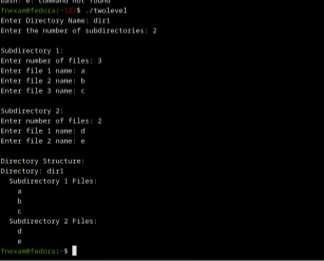 bash: e: command not found
fnexam@fedora:~$ ./twolevel
Enter Directory Name: dir1
Enter the number of subdirectories: 2
Subdirectory 1:
Enter number of files: 3
Enter file 1 name: a
Enter file 2 name: b
Enter file 3 name: c
Subdirectory 2:
Enter number of files: 2
Enter file 1 name: d
Enter file 2 name: e
Directory Structure:
Directory: dir1
Subdirectory 1 Files:
a
b
c
Subdirectory 2 Files:
d
e
fnexam@fedora:~$